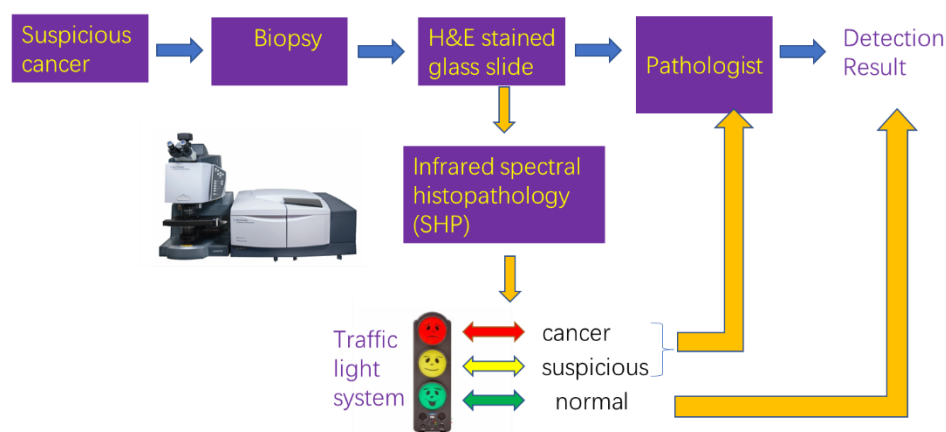 Suspicious
cancer
Biopsy
H&E stained
glass slide
Pathologist
Detection
Result
Infrared spectral
histopathology
(SHP)
Traffic
light
system
cancer
suspicious
normal